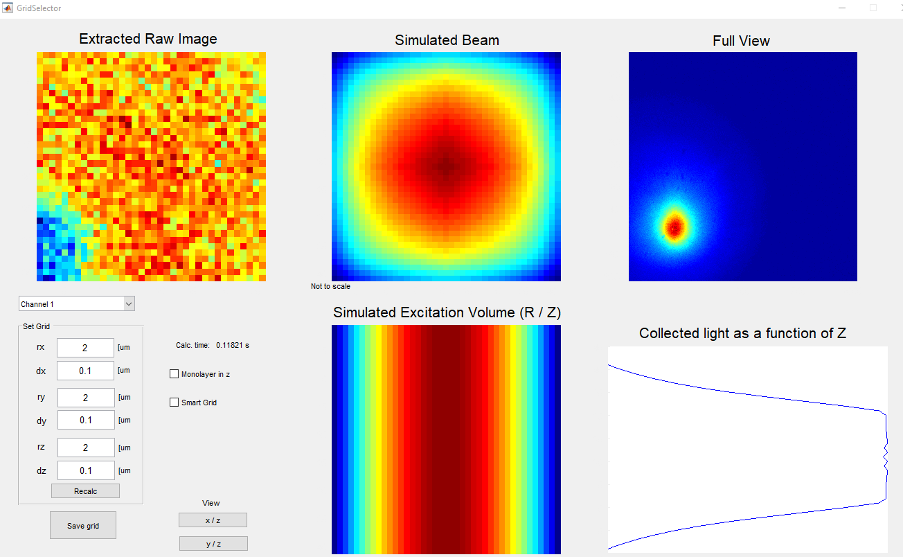 GridSelector
Extracted Raw Image
Simulated Beam
Full View
Not to scale
Channel 1
Simulated Excitation Volume (R / Z)
Set Grid
Collected light as a function of Z
rx 2 [um
Calc. time: 0.11821 s
dx 0.1 [um
Monolayer in z
ry 2 [um
Smart Grid
dy 0.1 [um
rz 2 [um
dz 0.1 [um
Recalc
View
Save grid
x / z
y / z